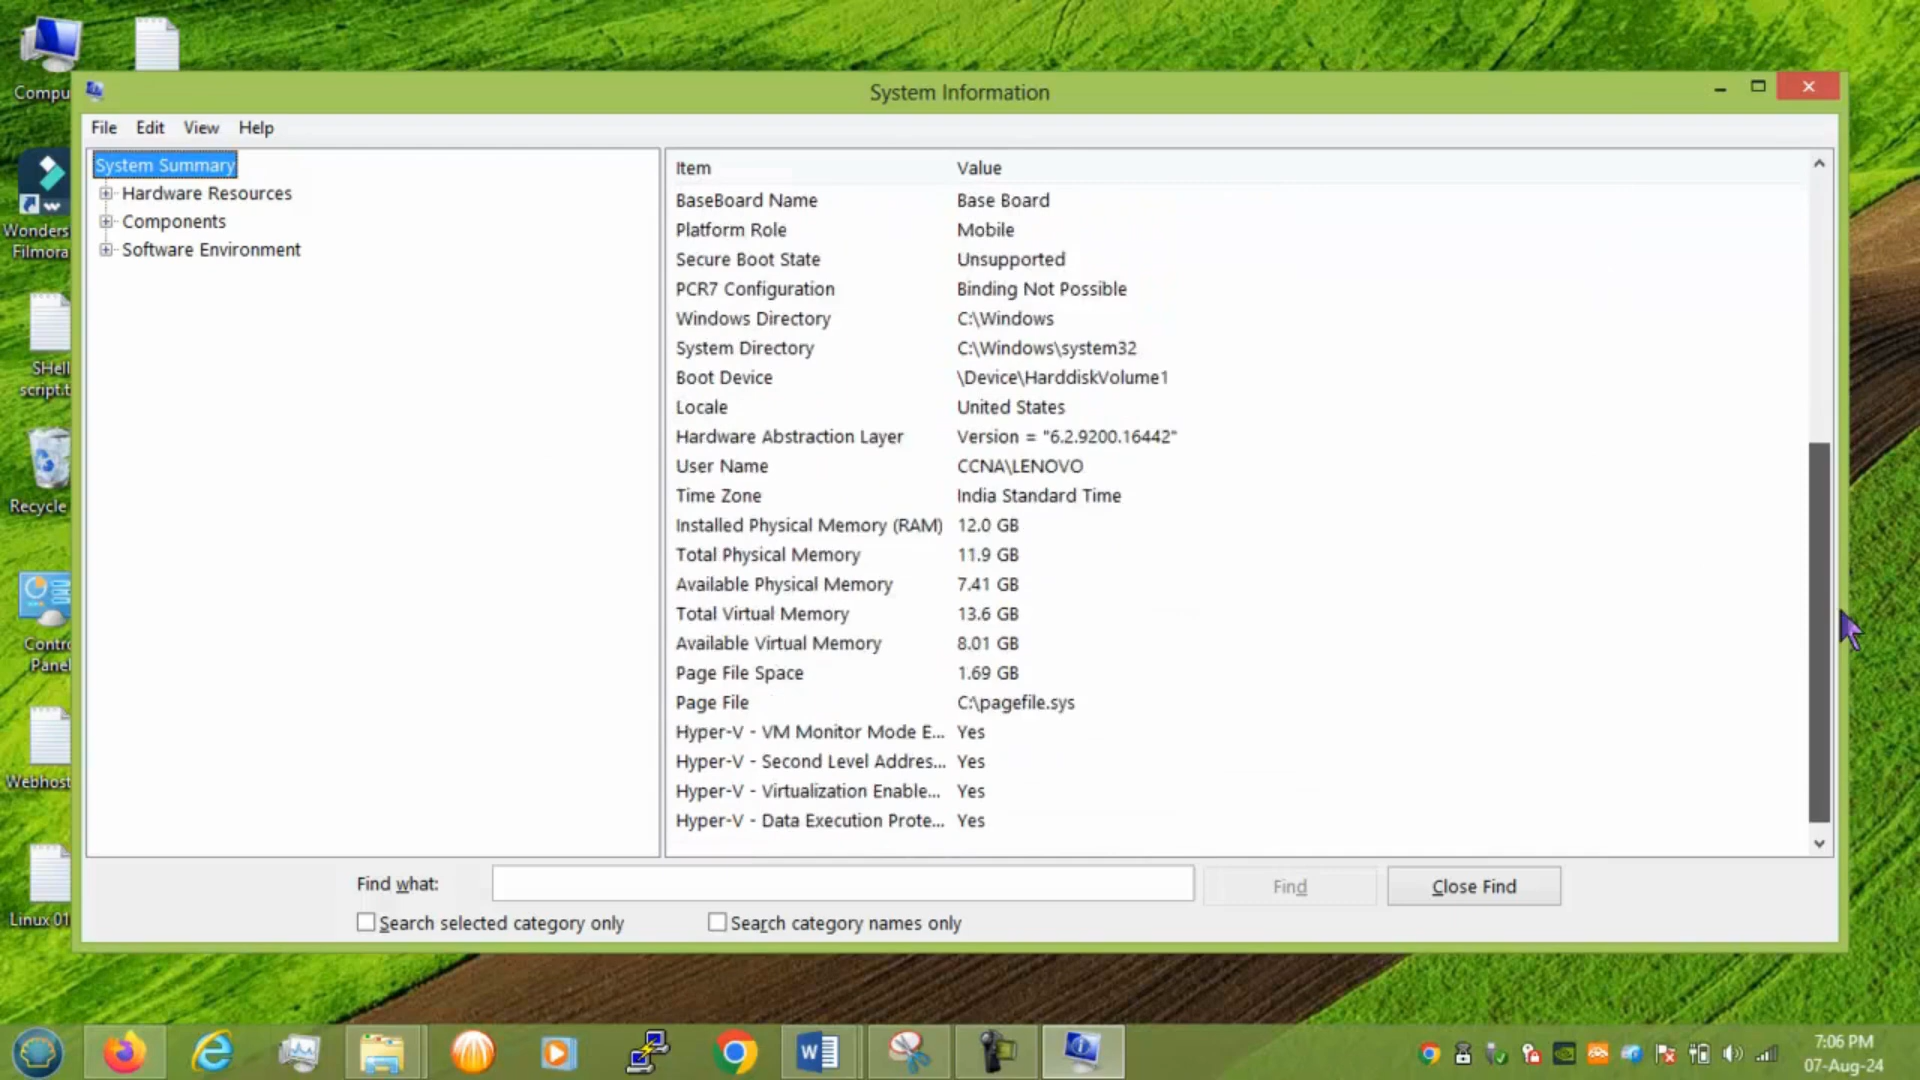 Compu
System Information
File Edit View Help
System Summary
Hardware Resources
Components
Software Environment
Item Value
BaseBoard Name Base Board
Platform Role Mobile
Secure Boot State Unsupported
PCR7 Configuration Binding Not Possible
Windows Directory C:\Windows
System Directory C:\Windows\system32
Boot Device \Device\HarddiskVolume1
Locale United States
Hardware Abstraction Layer Version = "6.2.9200.16442"
User Name CCNA\LENOVO
Time Zone India Standard Time
Installed Physical Memory (RAM) 12.0 GB
Total Physical Memory 11.9 GB
Available Physical Memory 7.41 GB
Total Virtual Memory 13.6 GB
Available Virtual Memory 8.01 GB
Page File Space 1.69 GB
Page File C:\pagefile.sys
Hyper-V - VM Monitor Mode E... Yes
Hyper-V - Second Level Addres... Yes
Hyper-V - Virtualization Enable... Yes
Hyper-V - Data Execution Prote... Yes
Find what: Find Close Find
Search selected category only Search category names only
Wonders
Filmora
SHell
script.t
Recycle
Contro
Panel
Webhost
Linux 01
7:06 PM
07-Aug-24